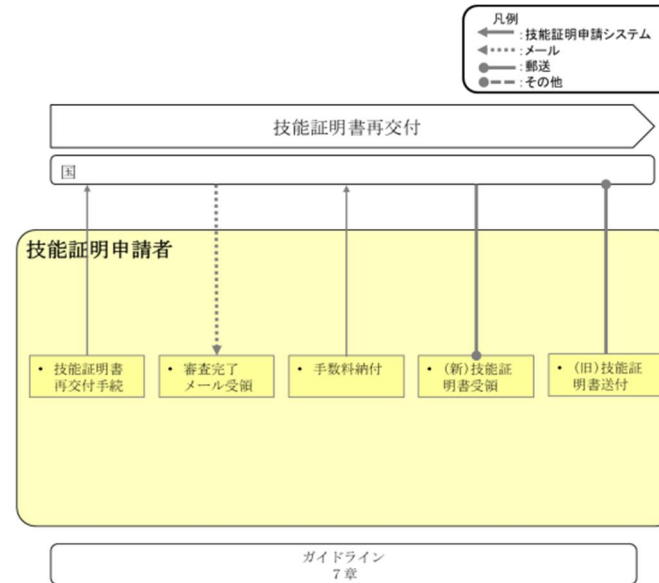 凡例
:技能証明申請システム
:メール
:郵送
:その他
技能証明書再交付
国
技能証明申請者
• 技能証明書
再交付手続
• 審査完了
メール受領
• 手数料納付
• (新)技能証
明書受領
• (旧)技能証
明書送付
ガイドライン
7章